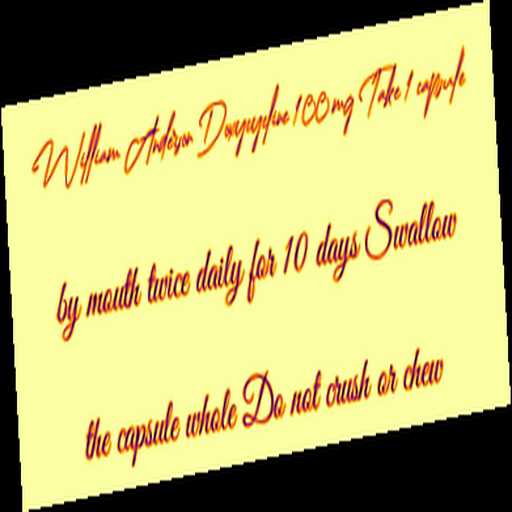 William Anderson Doxycycline 100 mg Take 1 capsule
by mouth twice daily for 10 days Swallow
the capsule whole Do not crush or chew